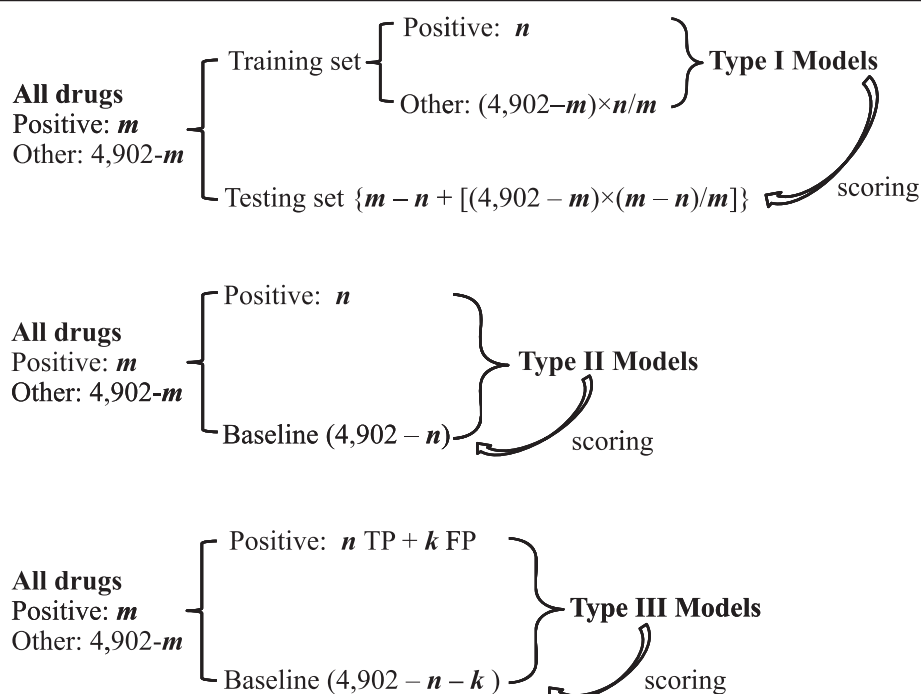 Positive: n
Training set
Type I Models
All drugs
Positive: m
Other: 4,902-m
Other: (4,902–m)×n/m
scoring
Testing set {m – n + [(4,902 – m)×(m – n)/m]}
Positive: n
All drugs
Positive: m
Other: 4,902-m
Type II Models
Baseline (4,902 – n)
scoring
Positive: n TP + k FP
All drugs
Positive: m
Other: 4,902-m
Type III Models
Baseline (4,902 – n – k )
scoring